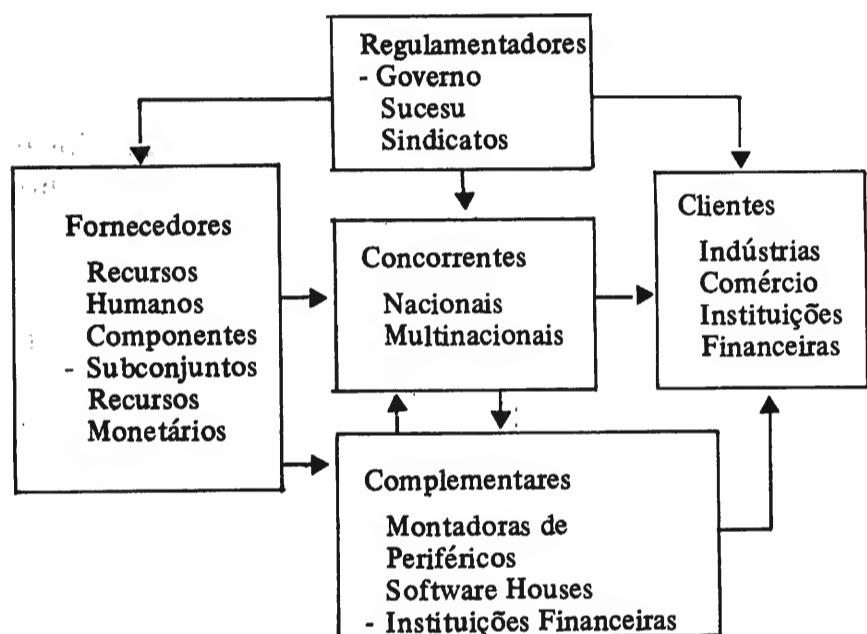 Regulamentadores
- Governo
Sucesu
Sindicatos
Fornecedores
Recursos
Humanos
Componentes
- Subconjuntos
Recursos
Monetários
Concorrentes
Nacionais
Multinacionais
Clientes
Indústrias
Comércio
Instituições
Financeiras
Complementares
Montadoras de
Periféricos
Software Houses
- Instituições Financeiras